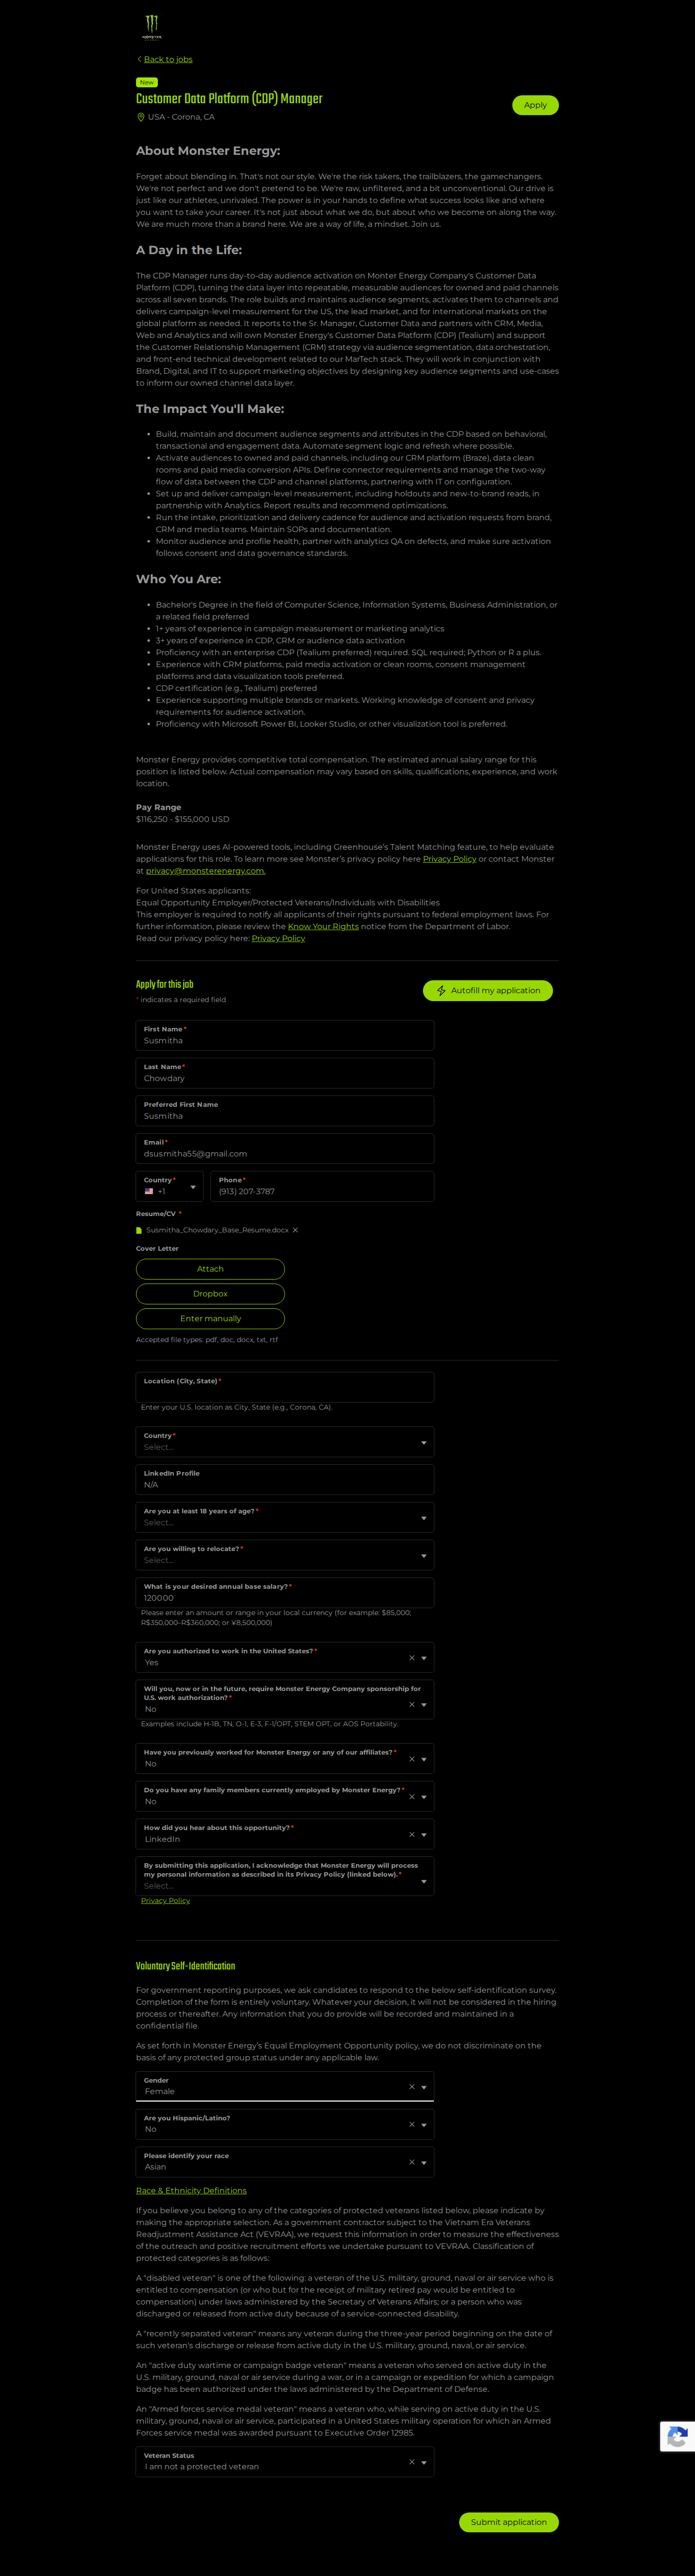 MONSTER
Back to jobs
New
Customer Data Platform (CDP) Manager
USA - Corona, CA
Apply
About Monster Energy:
Forget about blending in. That's not our style. We're the risk takers, the trailblazers, the gamechangers.
We're not perfect and we don't pretend to be. We're raw, unfiltered, and a bit unconventional. Our drive is
just like our athletes, unrivaled. The power is in your hands to define what success looks like and where
you want to take your career. It's not just about what we do, but about who we become on along the way.
We are much more than a brand here. We are a way of life, a mindset. Join us.
A Day in the Life:
The CDP Manager runs day-to-day audience activation on Monter Energy Company's Customer Data
Platform (CDP), turning the data layer into repeatable, measurable audiences for owned and paid channels
across all seven brands. The role builds and maintains audience segments, activates them to channels and
delivers campaign-level measurement for the US, the lead market, and for international markets on the
global platform as needed. It reports to the Sr. Manager, Customer Data and partners with CRM, Media,
Web and Analytics and will own Monster Energy's Customer Data Platform (CDP) (Tealium) and support
the Customer Relationship Management (CRM) strategy via audience segmentation, data orchestration,
and front-end technical development related to our MarTech stack. They will work in conjunction with
Brand, Digital, and IT to support marketing objectives by designing key audience segments and use-cases
to inform our owned channel data layer.
The Impact You'll Make:
• Build, maintain and document audience segments and attributes in the CDP based on behavioral,
transactional and engagement data. Automate segment logic and refresh where possible.
• Activate audiences to owned and paid channels, including our CRM platform (Braze), data clean
rooms and paid media conversion APIs. Define connector requirements and manage the two-way
flow of data between the CDP and channel platforms, partnering with IT on configuration.
• Set up and deliver campaign-level measurement, including holdouts and new-to-brand reads, in
partnership with Analytics. Report results and recommend optimizations.
• Run the intake, prioritization and delivery cadence for audience and activation requests from brand,
CRM and media teams. Maintain SOPs and documentation.
• Monitor audience and profile health, partner with analytics QA on defects, and make sure activation
follows consent and data governance standards.
Who You Are:
• Bachelor's Degree in the field of Computer Science, Information Systems, Business Administration, or
a related field preferred
• 1+ years of experience in campaign measurement or marketing analytics
• 3+ years of experience in CDP, CRM or audience data activation
• Proficiency with an enterprise CDP (Tealium preferred) required. SQL required; Python or R a plus.
• Experience with CRM platforms, paid media activation or clean rooms, consent management
platforms and data visualization tools preferred.
• CDP certification (e.g., Tealium) preferred
• Experience supporting multiple brands or markets. Working knowledge of consent and privacy
requirements for audience activation.
• Proficiency with Microsoft Power BI, Looker Studio, or other visualization tool is preferred.
Monster Energy provides competitive total compensation. The estimated annual salary range for this
position is listed below. Actual compensation may vary based on skills, qualifications, experience, and work
location.
Pay Range
$116,250 - $155,000 USD
Monster Energy uses AI-powered tools, including Greenhouse's Talent Matching feature, to help evaluate
applications for this role. To learn more see Monster's privacy policy here Privacy Policy or contact Monster
at privacy@monsterenergy.com.
For United States applicants:
Equal Opportunity Employer/Protected Veterans/Individuals with Disabilities
This employer is required to notify all applicants of their rights pursuant to federal employment laws. For
further information, please review the Know Your Rights notice from the Department of Labor.
Read our privacy policy here: Privacy Policy
Apply for this job
* indicates a required field
Autofill my application
First Name*
Susmitha
Last Name*
Chowdary
Preferred First Name
Susmitha
Email*
dsusmitha55@gmail.com
Country*
+1
Phone*
(913) 207-3787
Resume/CV *
Susmitha_Chowdary_Base_Resume.docx
Cover Letter
Attach
Dropbox
Enter manually
Accepted file types: pdf, doc, docx, txt, rtf
Location (City, State)*
Enter your U.S. location as City, State (e.g., Corona, CA).
Country*
Select...
LinkedIn Profile
N/A
Are you at least 18 years of age?*
Select...
Are you willing to relocate?*
Select...
What is your desired annual base salary?*
120000
Please enter an amount or range in your local currency (for example: $85,000;
R$350,000–R$360,000; or ¥8,500,000)
Are you authorized to work in the United States?*
Yes
Will you, now or in the future, require Monster Energy Company sponsorship for
U.S. work authorization?*
No
Examples include H-1B, TN, O-1, E-3, F-1/OPT, STEM OPT, or AOS Portability.
Have you previously worked for Monster Energy or any of our affiliates?*
No
Do you have any family members currently employed by Monster Energy?*
No
How did you hear about this opportunity?*
LinkedIn
By submitting this application, I acknowledge that Monster Energy will process
my personal information as described in its Privacy Policy (linked below).*
Select...
Privacy Policy
Voluntary Self-Identification
For government reporting purposes, we ask candidates to respond to the below self-identification survey.
Completion of the form is entirely voluntary. Whatever your decision, it will not be considered in the hiring
process or thereafter. Any information that you do provide will be recorded and maintained in a
confidential file.
As set forth in Monster Energy's Equal Employment Opportunity policy, we do not discriminate on the
basis of any protected group status under any applicable law.
Gender
Female
Are you Hispanic/Latino?
No
Please identify your race
Asian
Race & Ethnicity Definitions
If you believe you belong to any of the categories of protected veterans listed below, please indicate by
making the appropriate selection. As a government contractor subject to the Vietnam Era Veterans
Readjustment Assistance Act (VEVRAA), we request this information in order to measure the effectiveness
of the outreach and positive recruitment efforts we undertake pursuant to VEVRAA. Classification of
protected categories is as follows:
A "disabled veteran" is one of the following: a veteran of the U.S. military, ground, naval or air service who is
entitled to compensation (or who but for the receipt of military retired pay would be entitled to
compensation) under laws administered by the Secretary of Veterans Affairs; or a person who was
discharged or released from active duty because of a service-connected disability.
A "recently separated veteran" means any veteran during the three-year period beginning on the date of
such veteran's discharge or release from active duty in the U.S. military, ground, naval, or air service.
An "active duty wartime or campaign badge veteran" means a veteran who served on active duty in the
U.S. military, ground, naval or air service during a war, or in a campaign or expedition for which a campaign
badge has been authorized under the laws administered by the Department of Defense.
An "Armed forces service medal veteran" means a veteran who, while serving on active duty in the U.S.
military, ground, naval or air service, participated in a United States military operation for which an Armed
Forces service medal was awarded pursuant to Executive Order 12985.
Veteran Status
I am not a protected veteran
Submit application